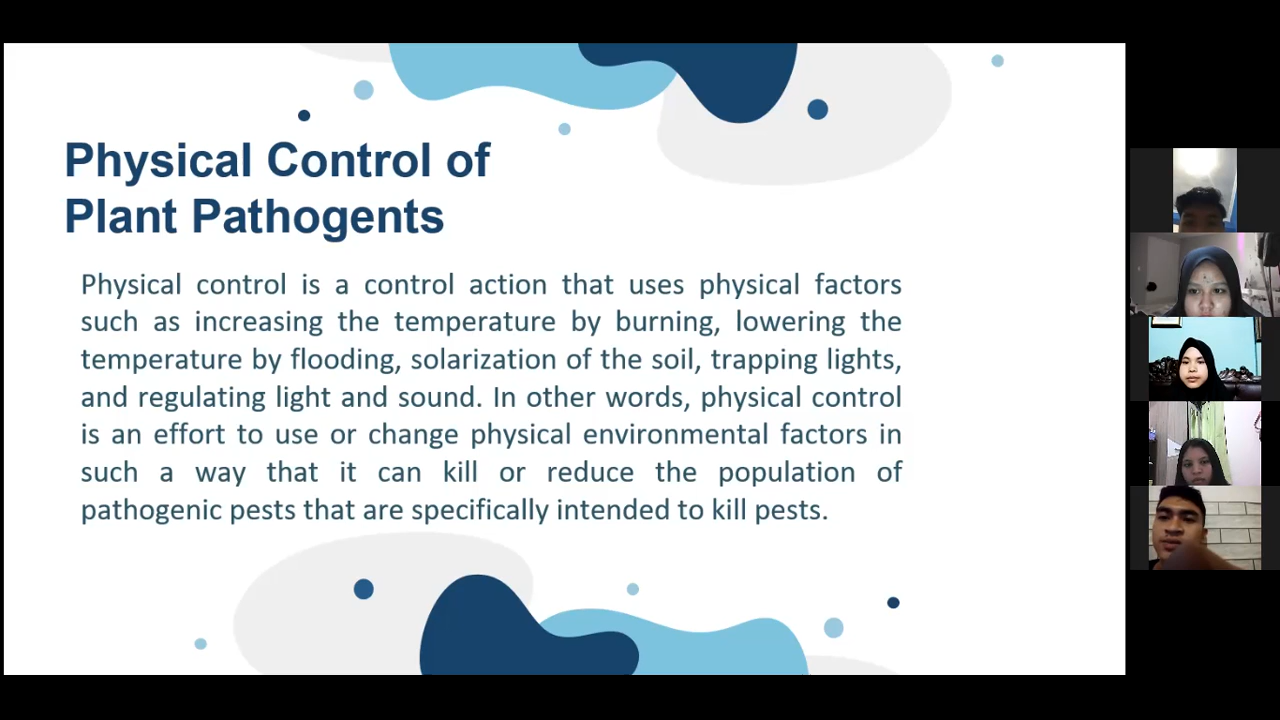 Physical Control of
Plant Pathogents
Physical control is a control action that uses physical factors
such as increasing the temperature by burning, lowering the
temperature by flooding, solarization of the soil, trapping lights,
and regulating light and sound. In other words, physical control
is an effort to use or change physical environmental factors in
such a way that it can kill or reduce the population of
pathogenic pests that are specifically intended to kill pests.